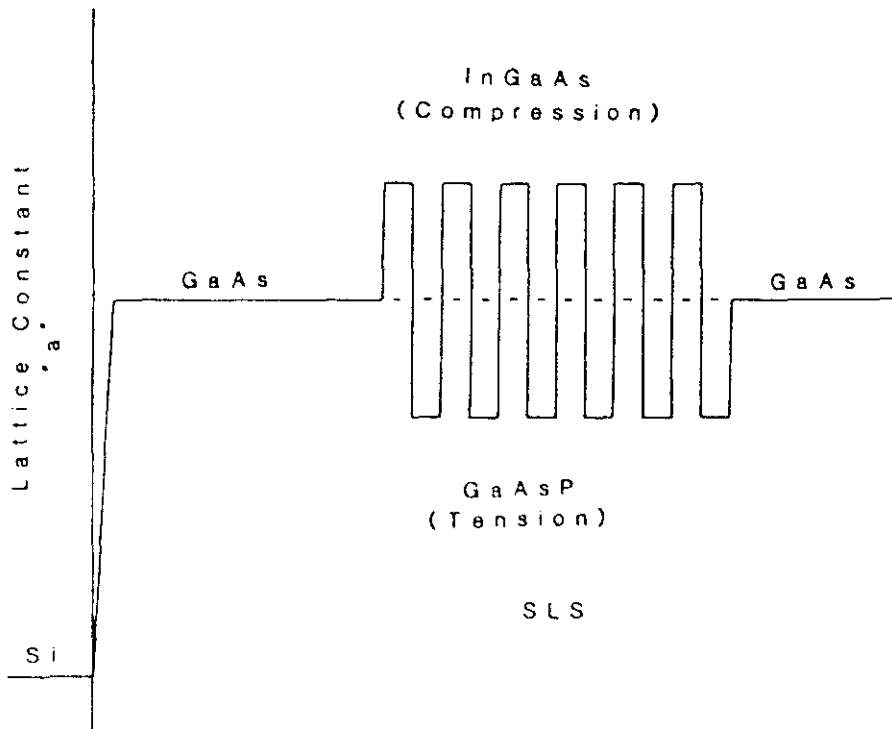 InGaAs
(Compression)
Lattice Constant
"a"
GaAs
GaAs
GaAsP
(Tension)
SLS
Si